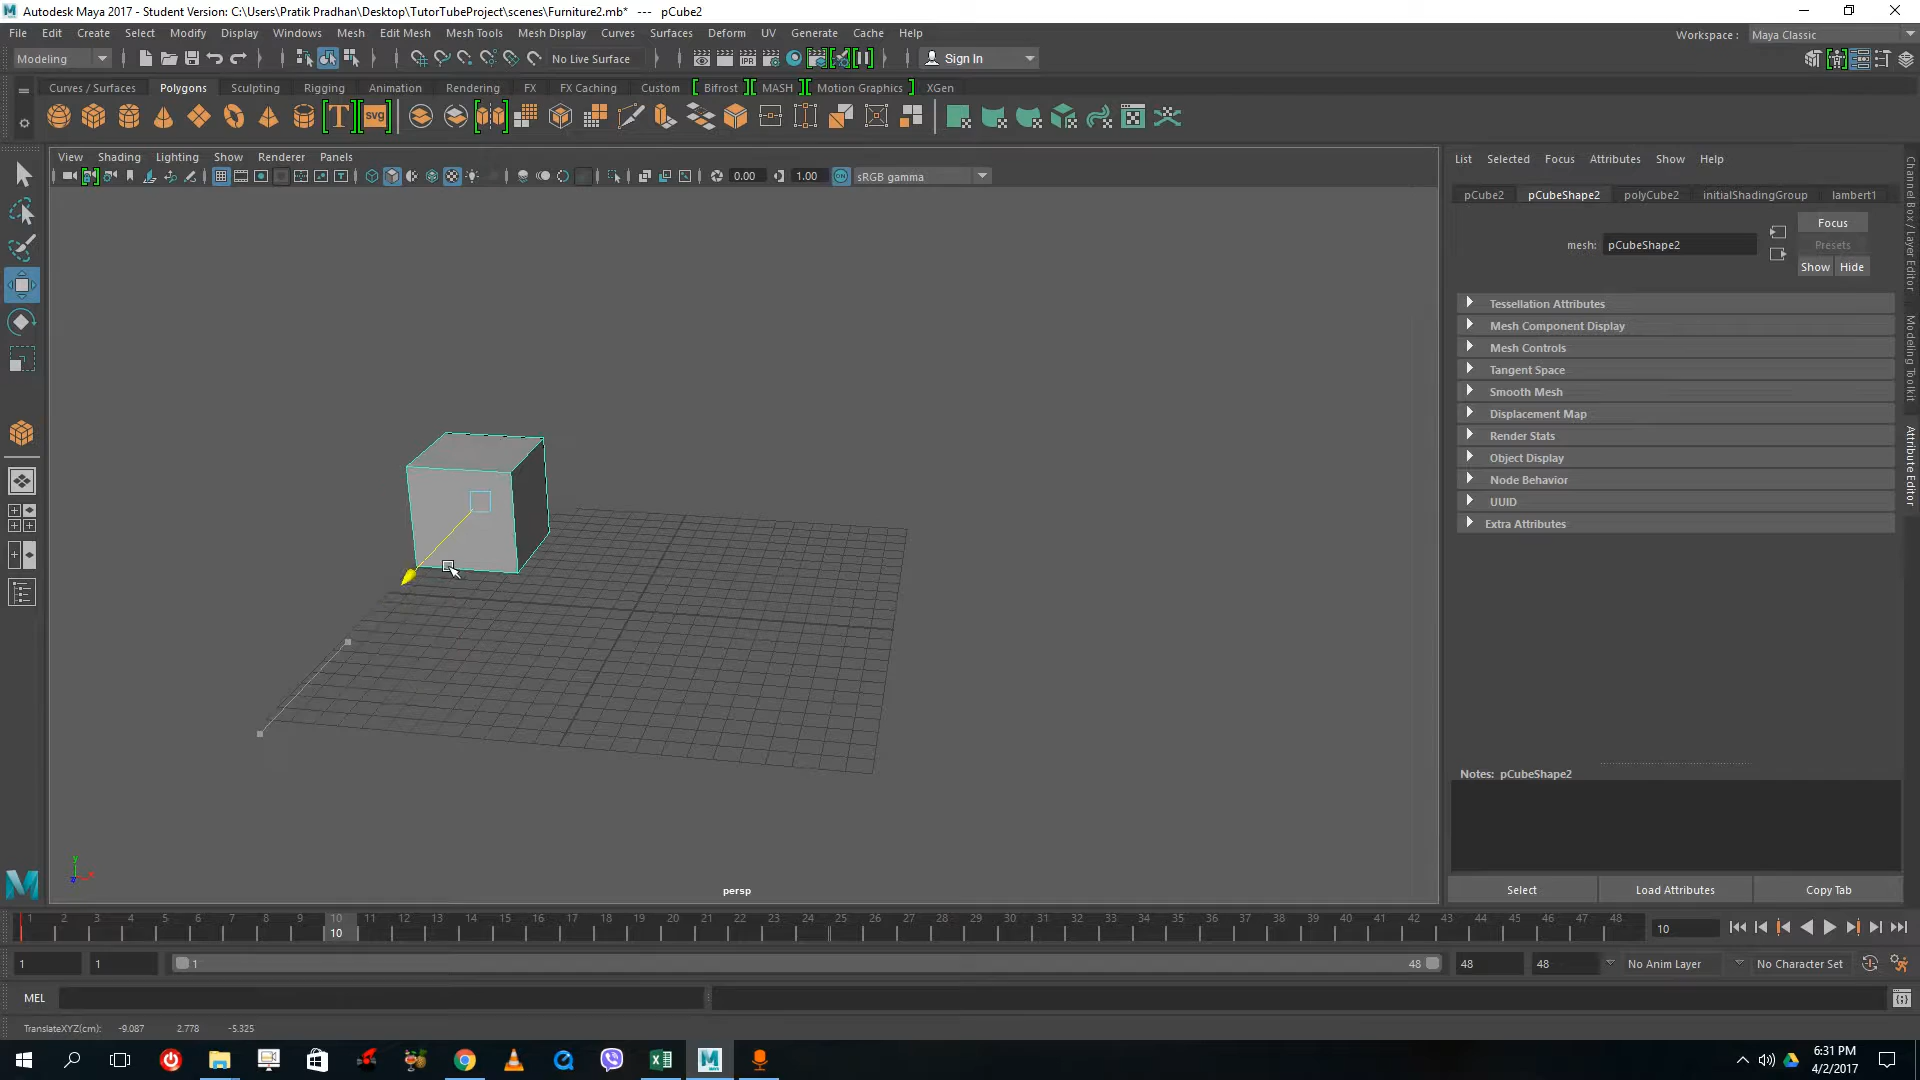 Autodesk Maya 2017 - Student Version: C:\Users\Pratik Pradhan\Desktop\TutorTubeProject\scenes\Furniture2.mb* --- pCube2
File Edit Create Select Modify Display Windows Mesh Edit Mesh Mesh Tools Mesh Display Curves Surfaces Deform UV Generate Cache Help
Workspace : Maya Classic
Modeling No Live Surface Sign In
Curves / Surfaces Polygons Sculpting Rigging Animation Rendering FX FX Caching Custom Bifrost MASH Motion Graphics XGen
T svg
View Shading Lighting Show Renderer Panels
0.00 1.00 ON sRGB gamma
List Selected Focus Attributes Show Help
pCube2 pCubeShape2 polyCube2 initialShadingGroup lambert1
mesh: pCubeShape2
Focus
Presets
Show Hide
Tessellation Attributes
Mesh Component Display
Mesh Controls
Tangent Space
Smooth Mesh
Displacement Map
Render Stats
Object Display
Node Behavior
UUID
Extra Attributes
Channel Box / Layer Editor
Modeling Toolkit
Attribute Editor
Notes: pCubeShape2
Select Load Attributes Copy Tab
y
persp
1 2 3 4 5 6 7 8 9 10 11 12 13 14 15 16 17 18 19 20 21 22 23 24 25 26 27 28 29 30 31 32 33 34 35 36 37 38 39 40 41 42 43 44 45 46 47 48
10
10
1 1 1 48 48 48 No Anim Layer No Character Set
MEL
TranslateXYZ(cm): -9.087 2.778 -5.325
6:31 PM
4/2/2017